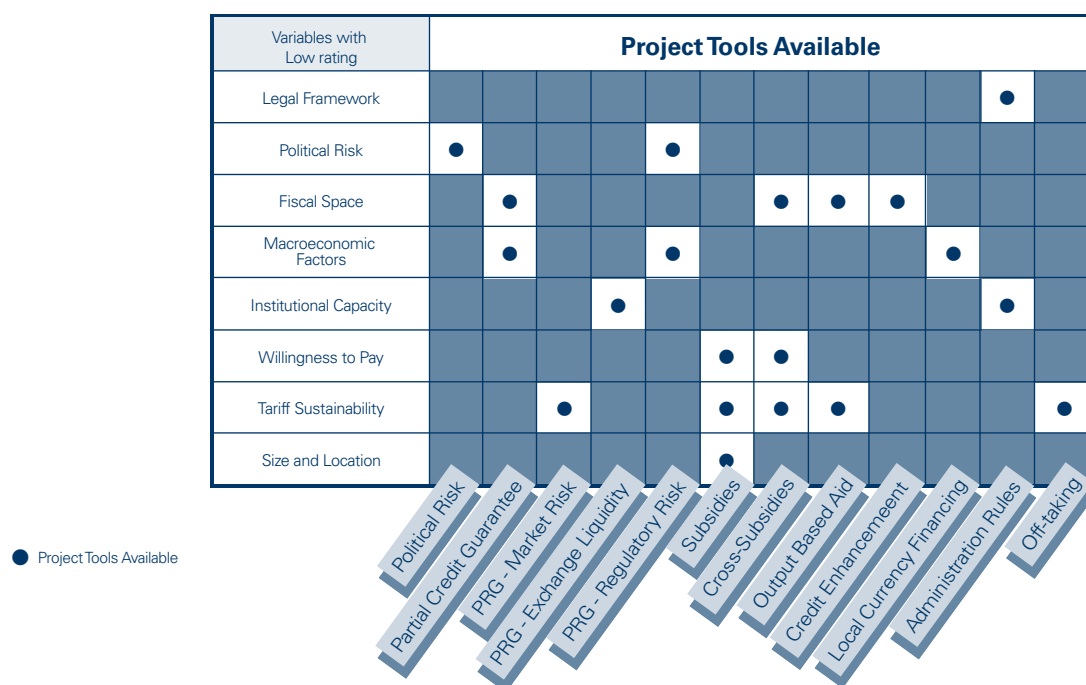 Variables with
Low rating
Project Tools Available
Legal Framework
Political Risk
Fiscal Space
Macroeconomic
Factors
Institutional Capacity
Willingness to Pay
Tariff Sustainability
Size and Location
Political Risk
Partial Credit Guarantee
PRG - Market Risk
PRG - Exchange Liquidity
PRG - Regulatory Risk
Subsidies
Cross-Subsidies
Output Based Aid
Credit Enhancemeent
Local Currency Financing
Administration Rules
Off-taking
Project Tools Available